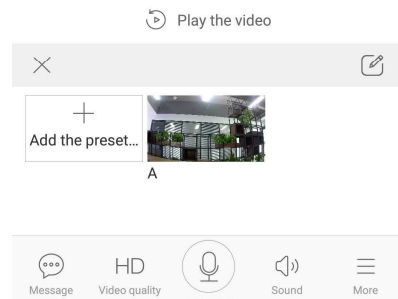 Play the video
Add the preset...
A
HD
Message
Video quality
Sound
More